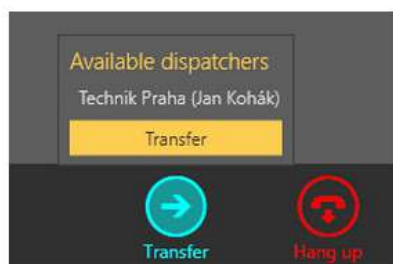 Available dispatchers
Technik Praha (Jan Kohák)
Transfer
Transfer
Hang up